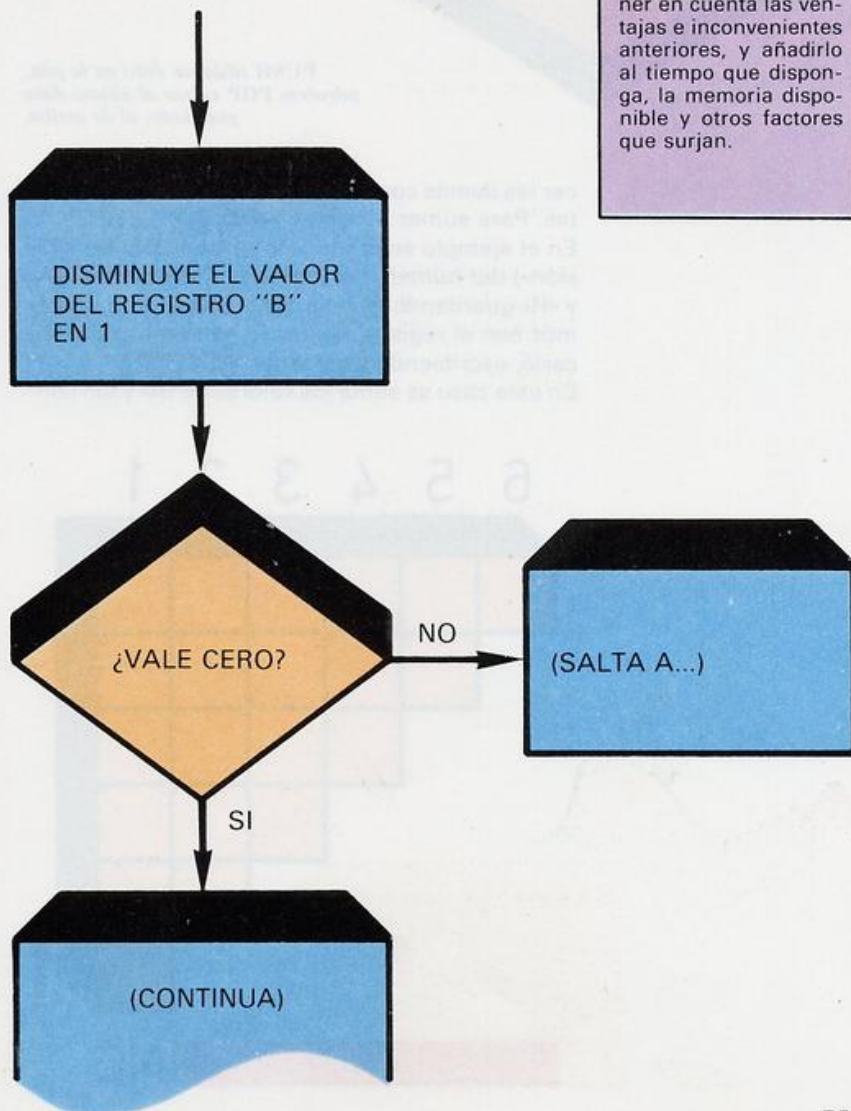 ner en cuenta las ven-
tajas e inconvenientes
anteriores, y añadirlo
al tiempo que dispon-
ga, la memoria dispo-
nible y otros factores
que surjan.
DISMINUYE EL VALOR
DEL REGISTRO "B"
EN 1
¿VALE CERO?
NO
(SALTA A...)
SI
(CONTINUA)